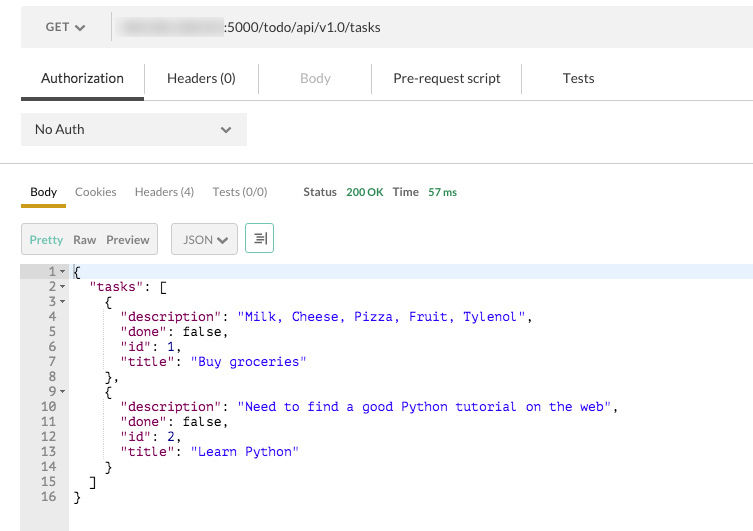 GET :5000/todo/api/v1.0/tasks
Authorization Headers (0) Body Pre-request script Tests
No Auth
Body Cookies Headers (4) Tests (0/0) Status 200 OK Time 57 ms
Pretty Raw Preview JSON
1 {
2 "tasks": [
3 {
4 "description": "Milk, Cheese, Pizza, Fruit, Tylenol",
5 "done": false,
6 "id": 1,
7 "title": "Buy groceries"
8 },
9 {
10 "description": "Need to find a good Python tutorial on the web",
11 "done": false,
12 "id": 2,
13 "title": "Learn Python"
14 }
15 ]
16 }